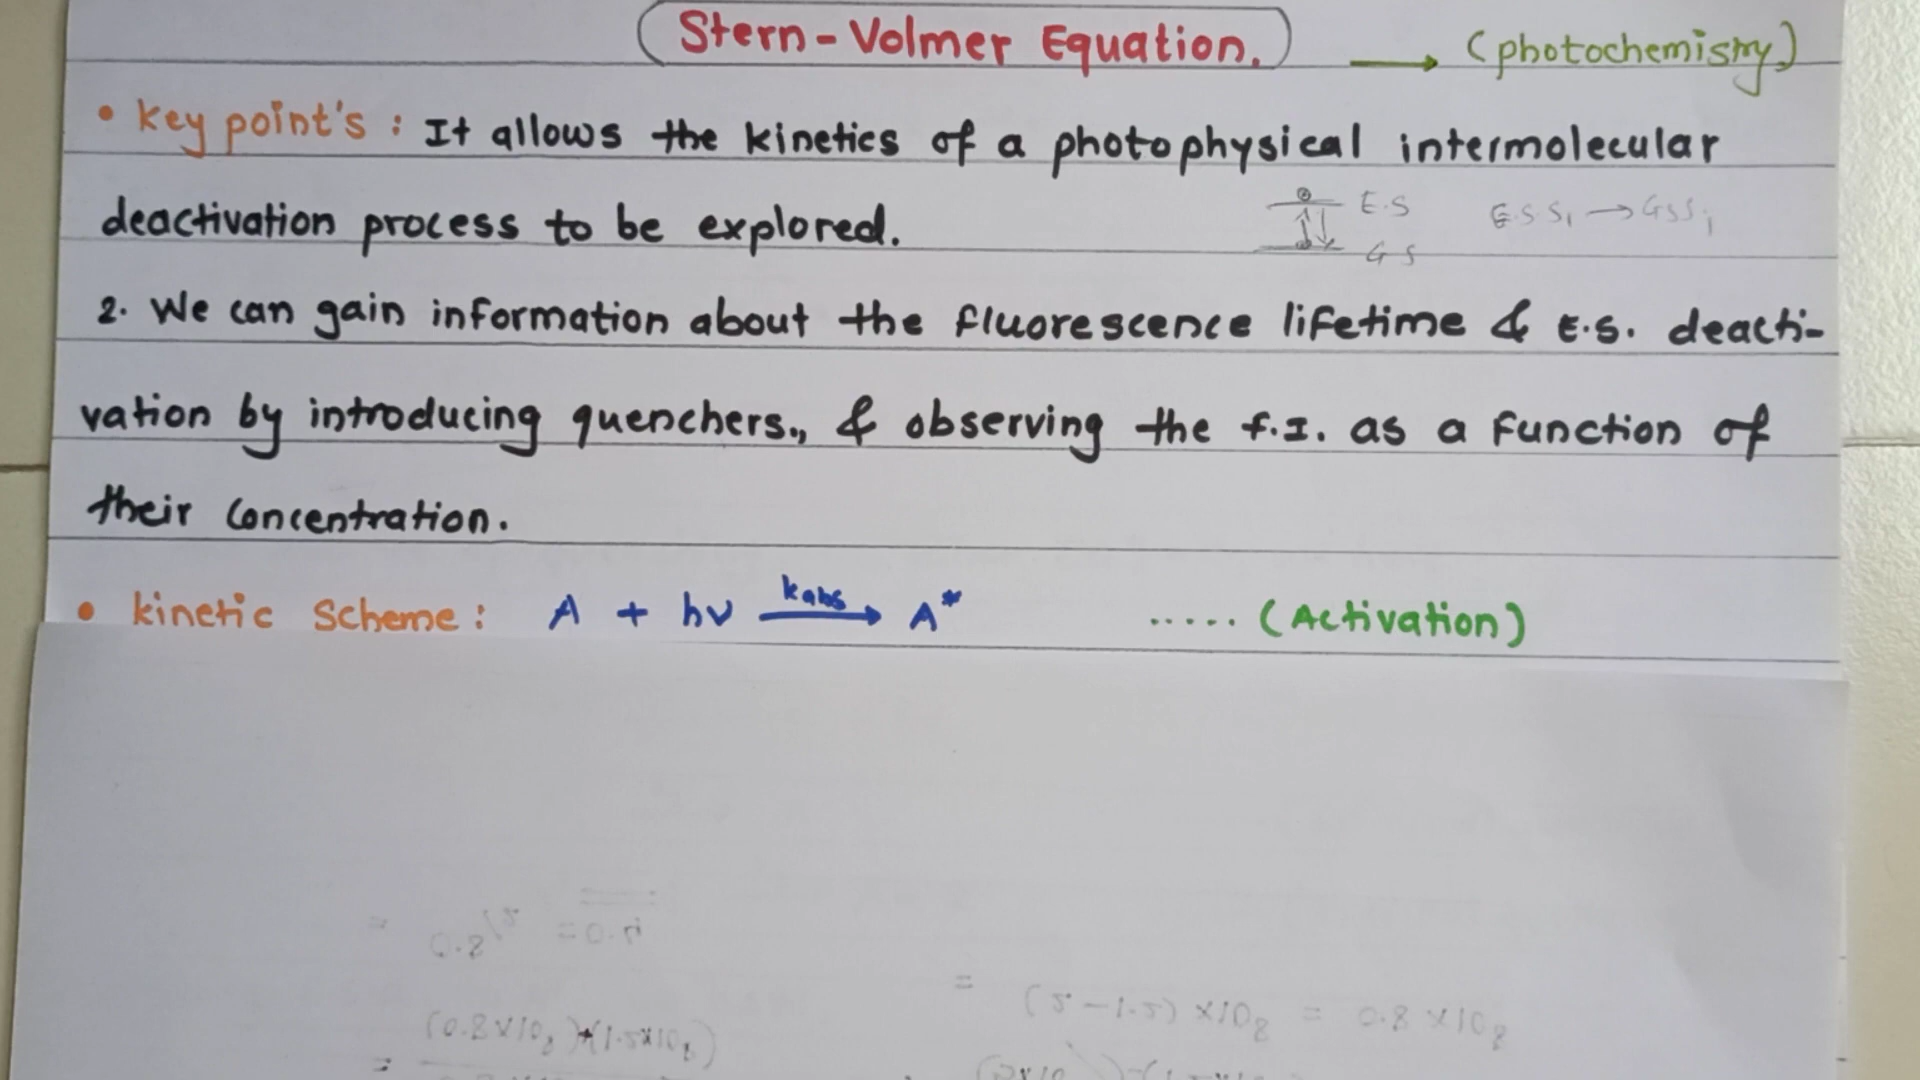 Stern-Volmer Equation. → (photochemistry)
• key point's : It allows the kinetics of a photophysical intermolecular
deactivation process to be explored.
E.S
E.S S₁ → GSS₁
G S
2. We can gain information about the fluorescence lifetime & E.S. deacti-
vation by introducing quenchers., & observing the f.I. as a function of
their concentration.
• kinetic Scheme : A + hν —kabs→ A* ..... (Activation)